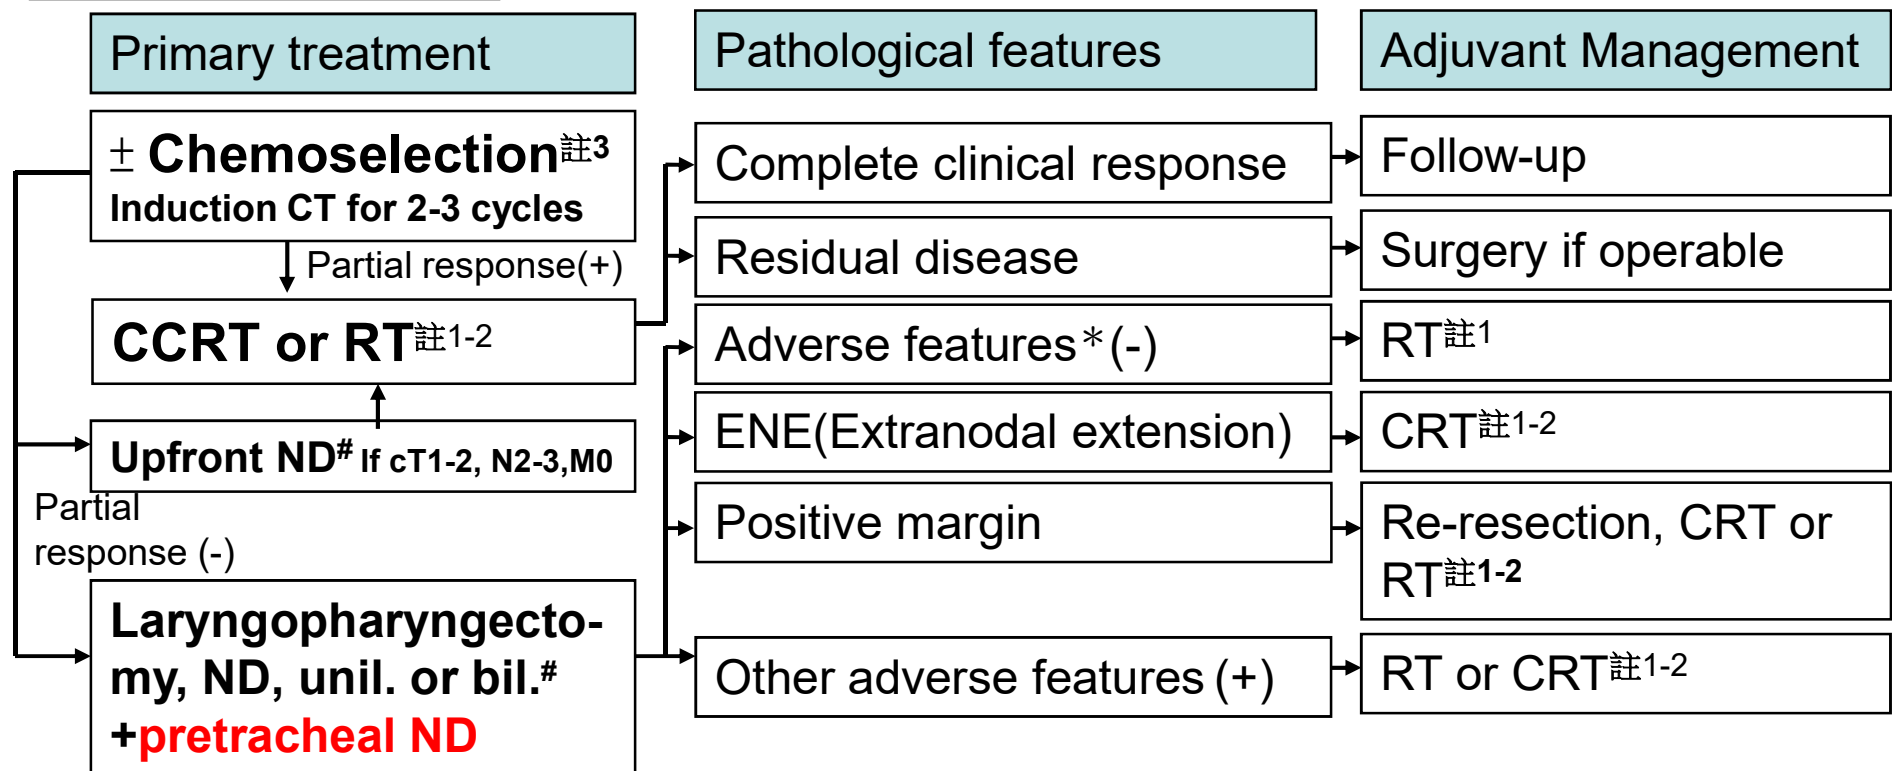 Primary treatment
Pathological features
Adjuvant Management
± Chemoselection註3
Induction CT for 2-3 cycles
Partial response(+)
CCRT or RT註1-2
Upfront ND# If cT1-2, N2-3,M0
Partial
response (-)
Laryngopharyngecto-
my, ND, unil. or bil.#
+pretracheal ND
Complete clinical response
Follow-up
Residual disease
Surgery if operable
Adverse features*(-)
RT註1
ENE(Extranodal extension)
CRT註1-2
Positive margin
Re-resection, CRT or
RT註1-2
Other adverse features (+)
RT or CRT註1-2